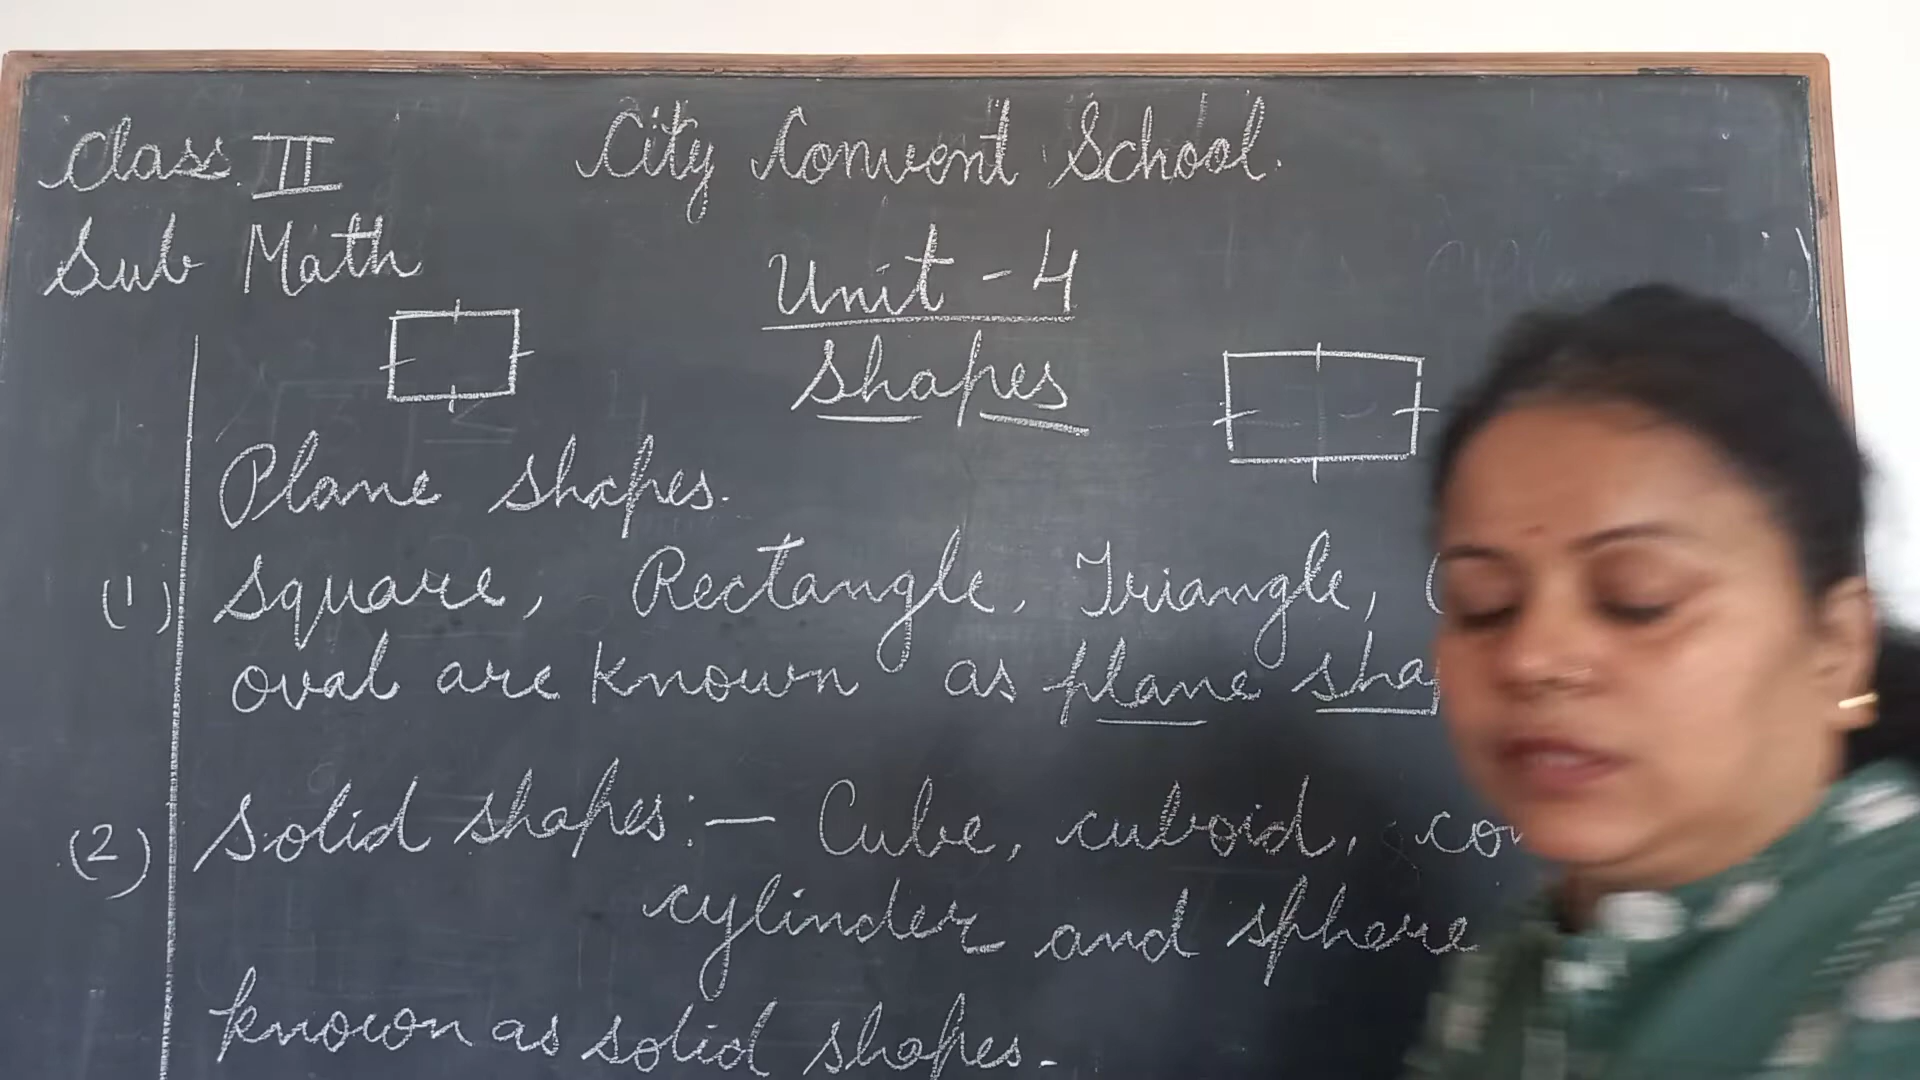 Class II
City Convent School.
Sub Math
Unit - 4
Shapes
Plane shapes.
(1) Square, Rectangle, Triangle,
oval are known as plane
(2) Solid shapes :- Cube, cuboid,
cylinder and sphere
known as solid shapes.